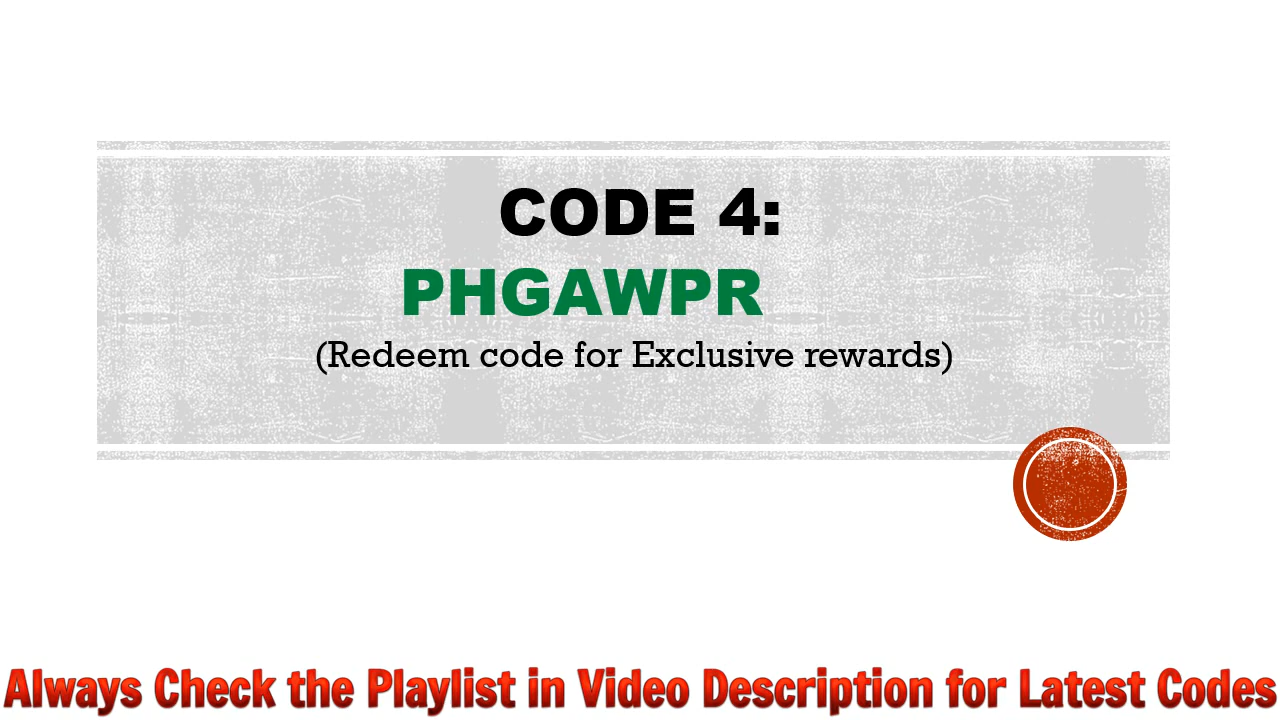 CODE 4:
PHGAWPR
(Redeem code for Exclusive rewards)
Always Check the Playlist in Video Description for Latest Codes